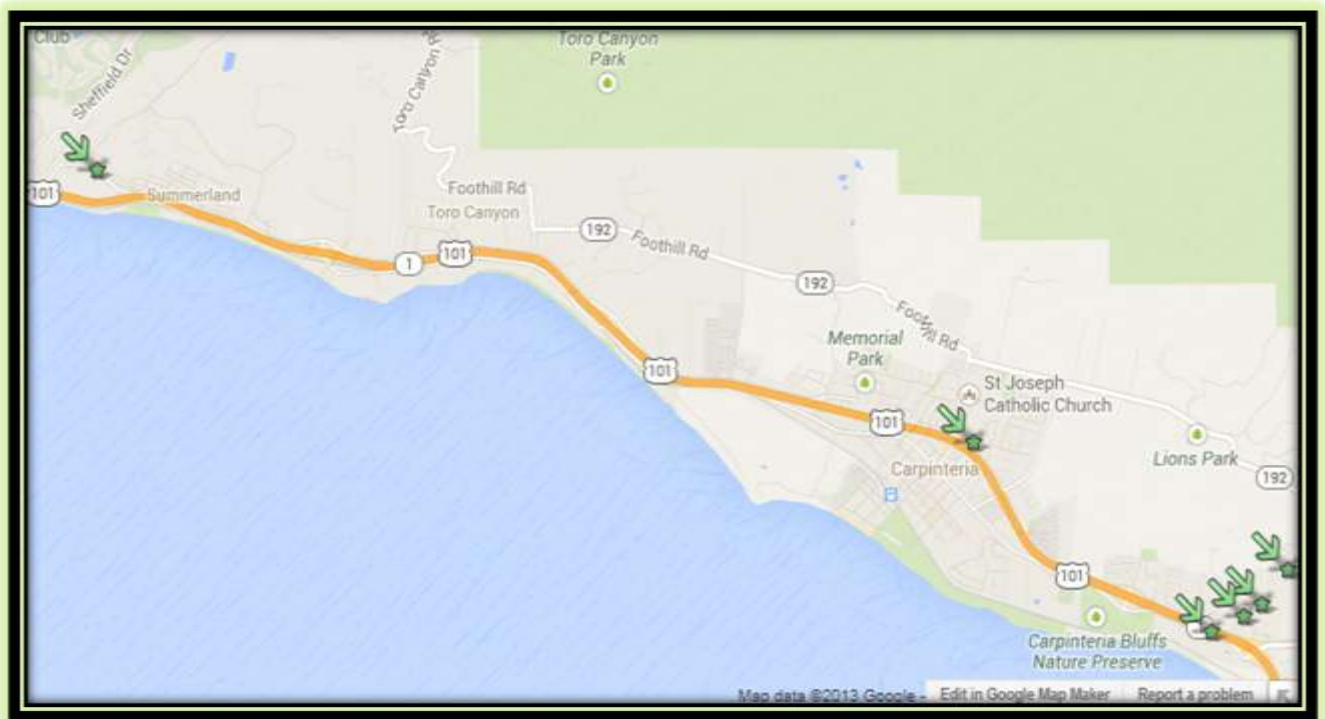 Club
Toro Canyon
Park
Sheffield Dr
Toro Canyon R
101
Summerland
Foothill Rd
Toro Canyon
192
Foothill Rd
101
1
192
Foothill Rd
Memorial
Park
101
St Joseph
Catholic Church
101
Carpinteria
Lions Park
192
101
Carpinteria Bluffs
Nature Preserve
Map data ©2013 Google -
Edit in Google Map Maker
Report a problem